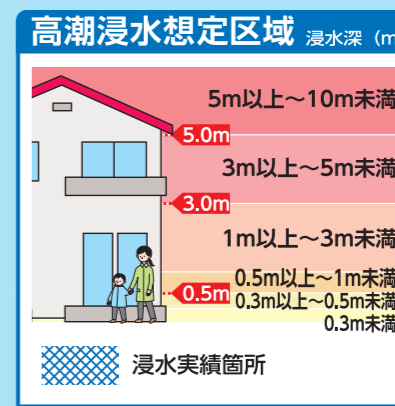 高潮浸水想定区域 浸水深（m
5m以上〜10m未満
5.0m
3m以上〜5m未満
3.0m
1m以上〜3m未満
0.5m以上〜1m未満
0.5m
0.3m以上〜0.5m未満
0.3m未満
浸水実績箇所